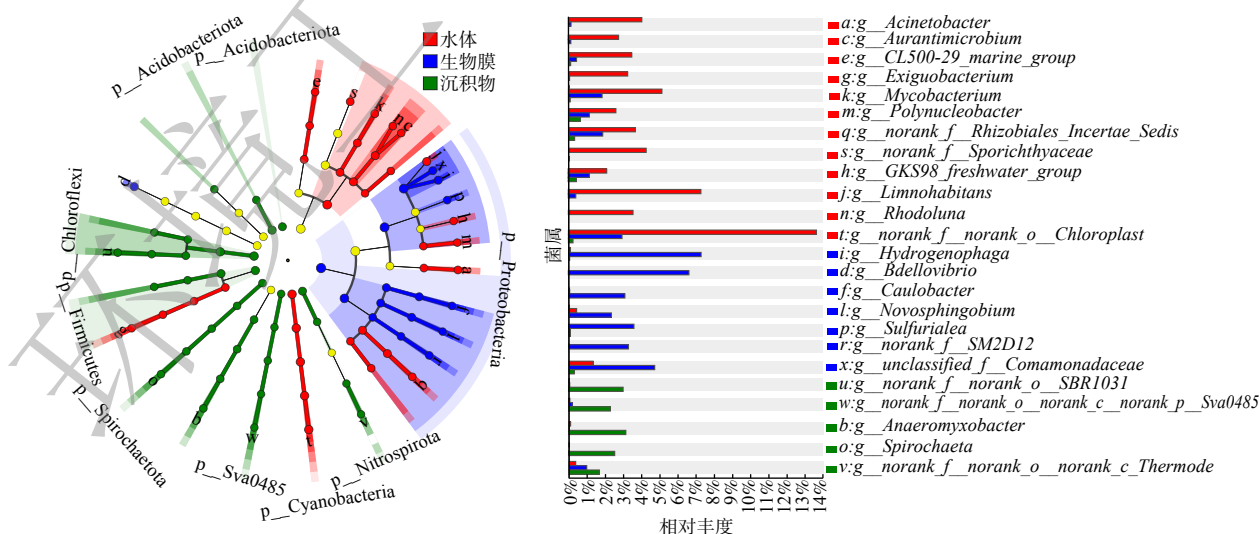 p__Acidobacteriota
p__Acidobacteriota
水体
生物膜
沉积物
e
s
k
n
c
j
x
i
p
h
m
a
d
u
g
o
b
w
t
v
r
f
l
q
p__Chloroflexi
p__Firmicutes
p__Spirochaetota
p__Sva0485
p__Cyanobacteria
p__Nitrospirota
p__Proteobacteria
菌属
a:g__Acinetobacter
c:g__Aurantimicrobium
e:g__CL500-29_marine_group
g:g__Exiguobacterium
k:g__Mycobacterium
m:g__Polynucleobacter
q:g__norank_f__Rhizobiales_Incertae_Sedis
s:g__norank_f__Sporichthyaceae
h:g__GKS98_freshwater_group
j:g__Limnohabitans
n:g__Rhodoluna
t:g__norank_f__norank_o__Chloroplast
i:g__Hydrogenophaga
d:g__Bdellovibrio
f:g__Caulobacter
l:g__Novosphingobium
p:g__Sulfurialea
r:g__norank_f__SM2D12
x:g__unclassified_f__Comamonadaceae
u:g__norank_f__norank_o__SBR1031
w:g__norank_f__norank_o__norank_c__norank_p__Sva0485
b:g__Anaeromyxobacter
o:g__Spirochaeta
v:g__norank_f__norank_o__norank_c_Thermode
0% 1% 2% 3% 4% 5% 6% 7% 8% 9% 10% 11% 12% 13% 14%
相对丰度